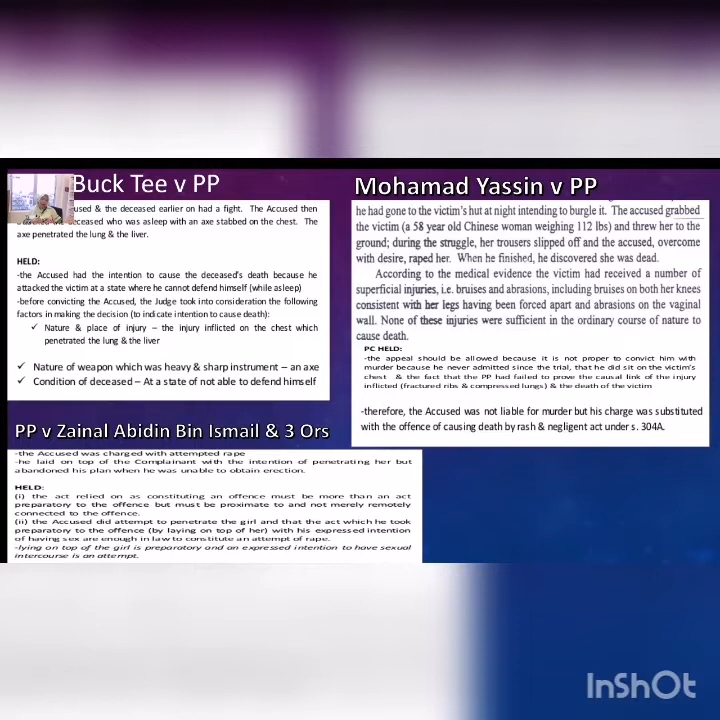 Buck Tee v PP
used & the deceased earlier on had a fight. The Accused then
deceased who was asleep with an axe stabbed on the chest. The
axe penetrated the lung & the liver.
HELD:
-the Accused had the intention to cause the deceased's death because he
attacked the victim at a state where he cannot defend himself (while asleep)
-before convicting the Accused, the Judge took into consideration the following
factors in making the decision (to indicate intention to cause death):
✓ Nature & place of injury – the injury inflicted on the chest which
penetrated the lung & the liver
✓ Nature of weapon which was heavy & sharp instrument – an axe
✓ Condition of deceased – At a state of not able to defend himself
Mohamad Yassin v PP
he had gone to the victim's hut at night intending to burgle it. The accused grabbed
the victim (a 58 year old Chinese woman weighing 112 lbs) and threw her to the
ground; during the struggle, her trousers slipped off and the accused, overcome
with desire, raped her. When he finished, he discovered she was dead.
According to the medical evidence the victim had received a number of
superficial injuries, i.e. bruises and abrasions, including bruises on both her knees
consistent with her legs having been forced apart and abrasions on the vaginal
wall. None of these injuries were sufficient in the ordinary course of nature to
cause death.
PC HELD:
-the appeal should be allowed because it is not proper to convict him with
murder because he never admitted since the trial, that he did sit on the victim's
chest & the fact that the PP had failed to prove the causal link of the injury
inflicted (fractured ribs & compressed lungs) & the death of the victim
-therefore, the Accused was not liable for murder but his charge was substituted
with the offence of causing death by rash & negligent act under s. 304A.
PP v Zainal Abidin Bin Ismail & 3 Ors
-the Accused was charged with attempted rape
-he laid on top of the Complainant with the intention of penetrating her but
abandoned his plan when he was unable to obtain erection.
HELD:
(i) the act relied on as constituting an offence must be more than an act
preparatory to the offence but must be proximate to and not merely remotely
connected to the offence.
(ii) the Accused did attempt to penetrate the girl and that the act which he took
preparatory to the offence (by laying on top of her) with his expressed intention
of having sex are enough in law to constitute an attempt of rape.
-lying on top of the girl is preparatory and an expressed intention to have sexual
intercourse is an attempt.
InShOt